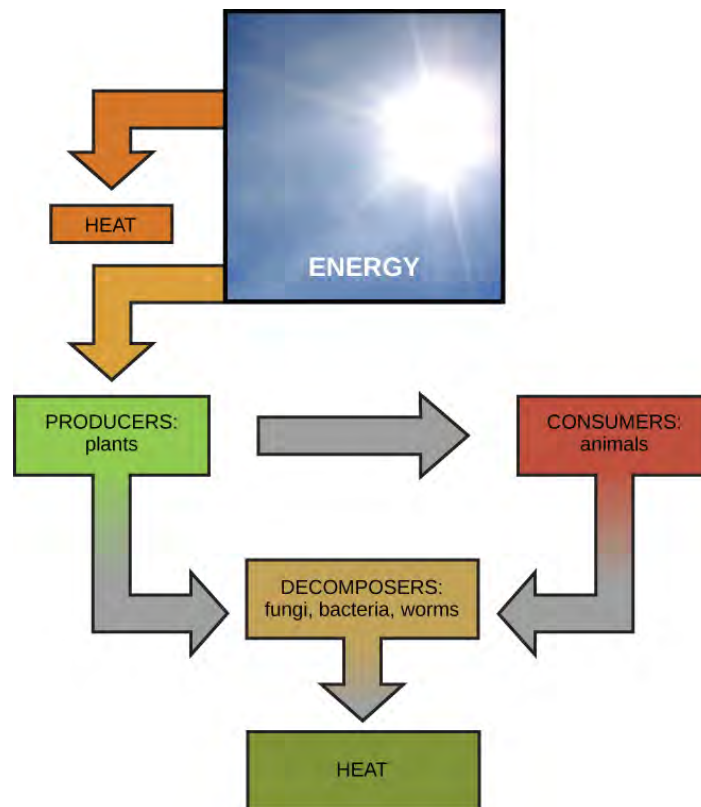 HEAT
ENERGY
PRODUCERS:
plants
CONSUMERS:
animals
DECOMPOSERS:
fungi, bacteria, worms
HEAT